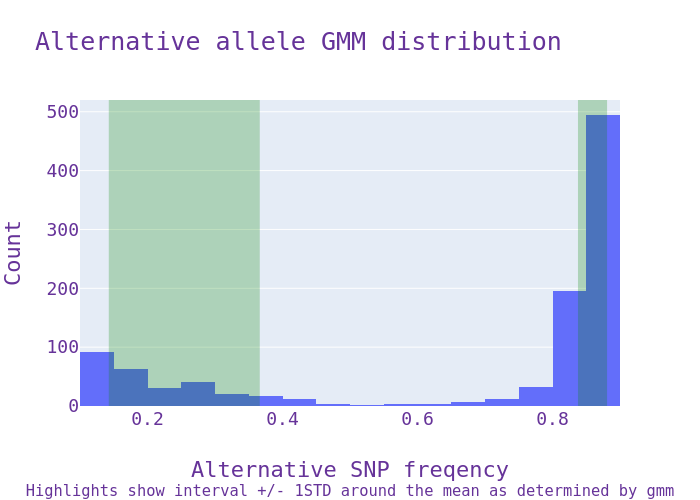 Alternative allele GMM distribution
500
400
300
200
100
0
Count
0.2 0.4 0.6 0.8
Alternative SNP freqency
Highlights show interval +/- 1STD around the mean as determined by gmm